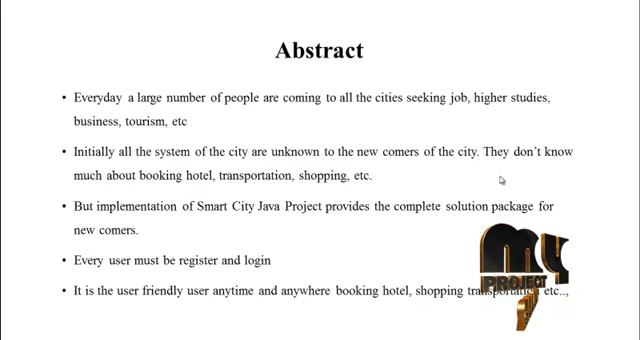 Abstract
• Everyday a large number of people are coming to all the cities seeking job, higher studies,
business, tourism, etc
• Initially all the system of the city are unknown to the new comers of the city. They don’t know
much about booking hotel, transportation, shopping, etc.
• But implementation of Smart City Java Project provides the complete solution package for
new comers.
• Every user must be register and login
• It is the user friendly user anytime and anywhere booking hotel, shopping transportation etc..,
my
PROJECT